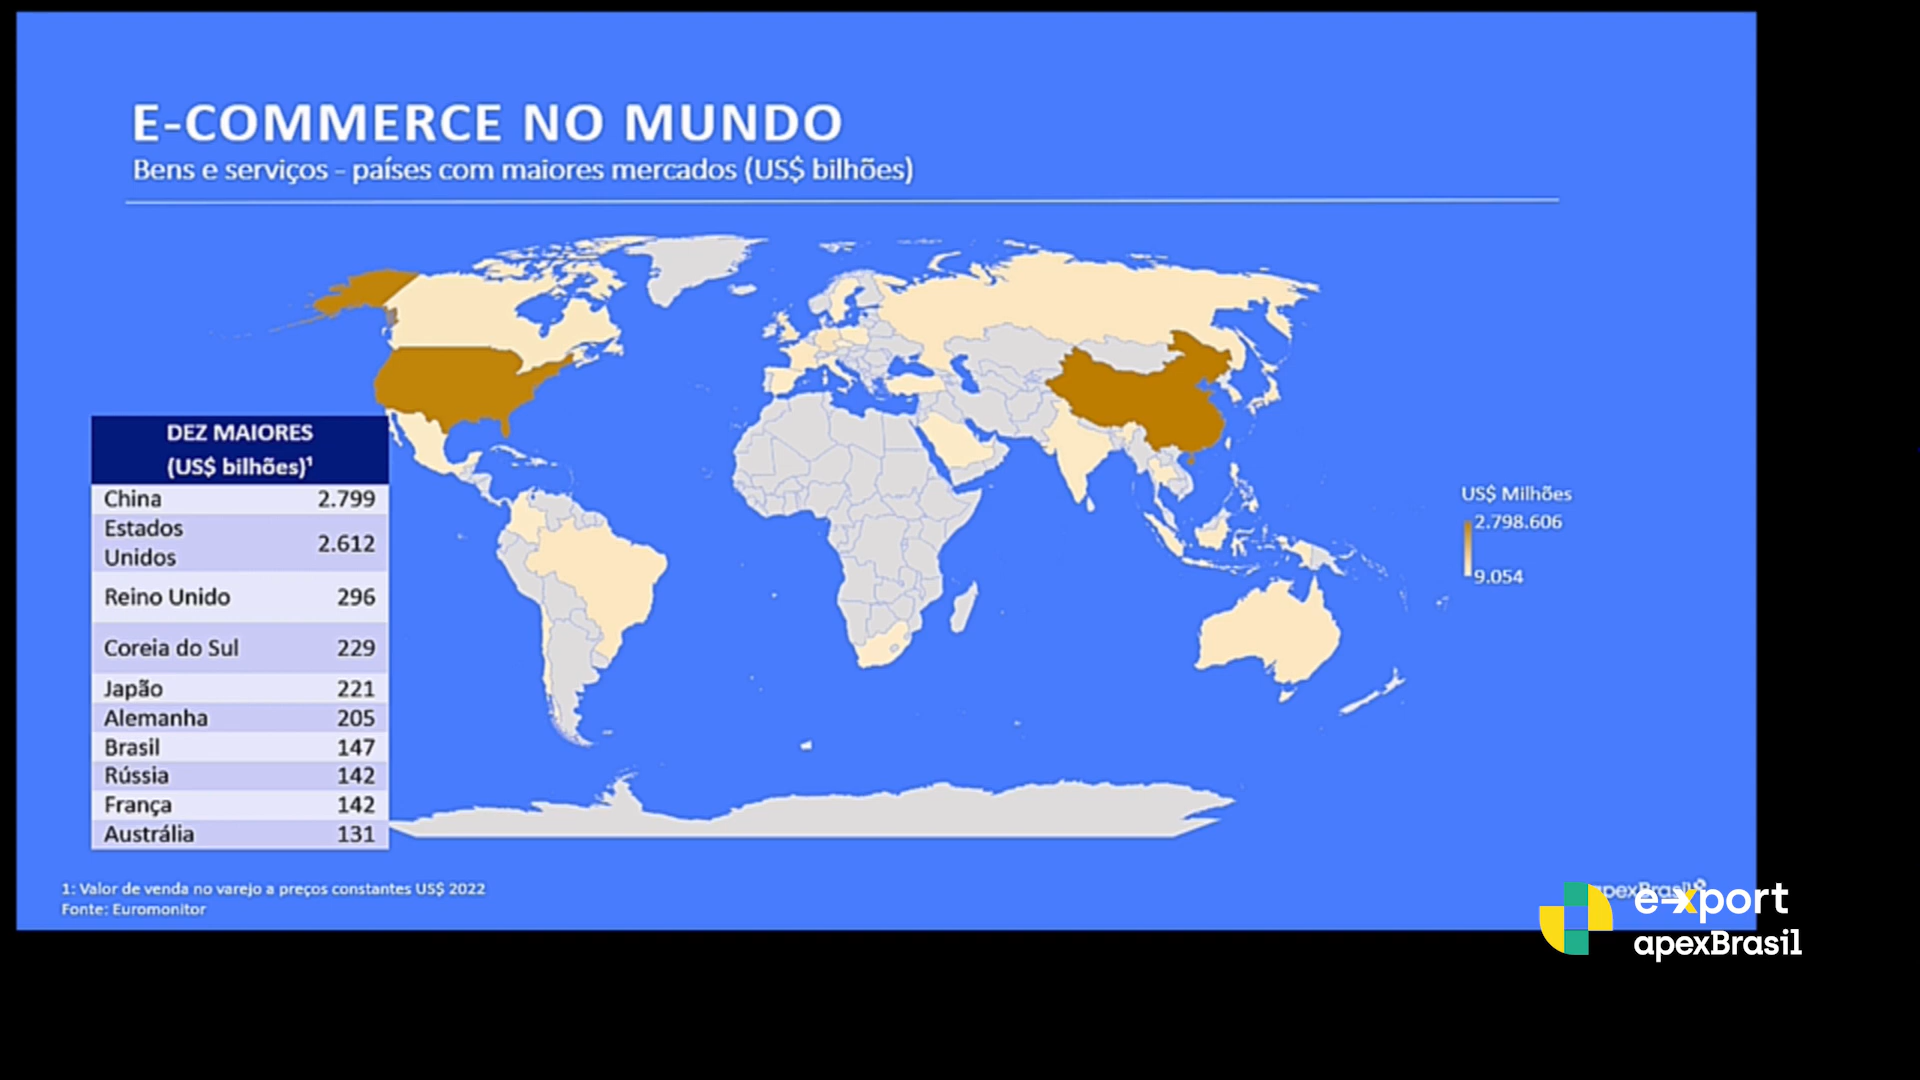 E-COMMERCE NO MUNDO
Bens e serviços - países com maiores mercados (US$ bilhões)
DEZ MAIORES
(US$ bilhões)¹
China 2.799
Estados
Unidos 2.612
Reino Unido 296
Coreia do Sul 229
Japão 221
Alemanha 205
Brasil 147
Rússia 142
França 142
Austrália 131
US$ Milhões
2.798.606
9.054
1: Valor de venda no varejo a preços constantes US$ 2022
Fonte: Euromonitor
apexBrasil
e-xport
apexBrasil